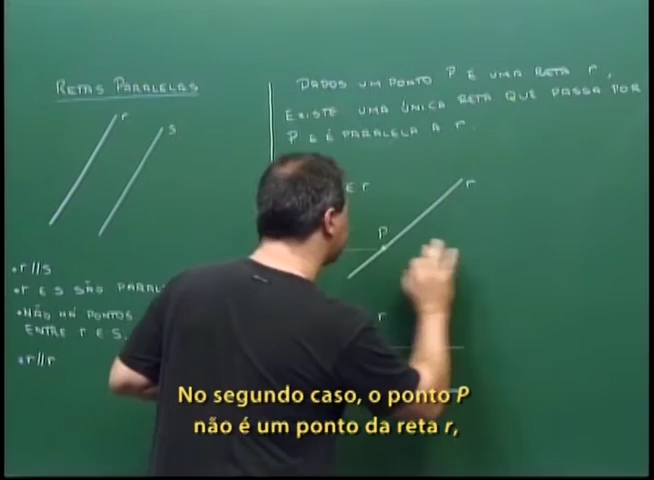 RETAS PARALELAS
r
s
• r // s
• r E s SÃO PARAL
• NÃO HÁ PONTOS
ENTRE r E s.
• r // r
DADOS UM PONTO P E UMA RETA r,
EXISTE UMA ÚNICA RETA QUE PASSA POR
P E É PARALELA A r.
E r
r
P
r
No segundo caso, o ponto P
não é um ponto da reta r,